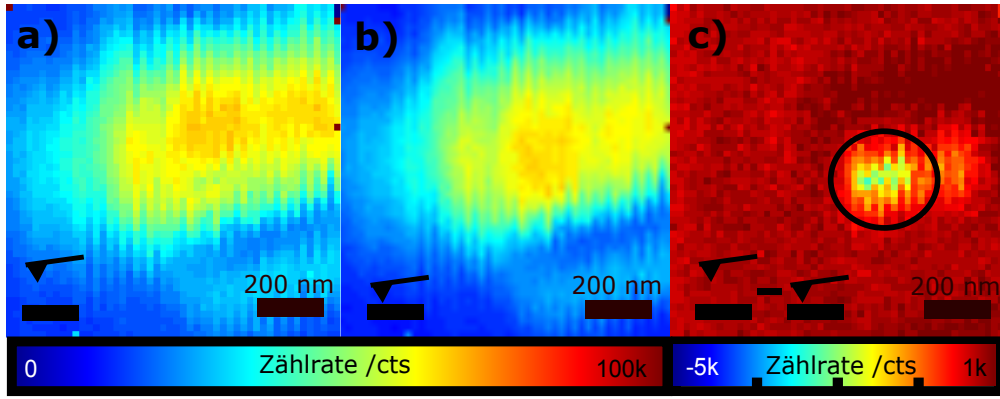 a) b) c)
200 nm 200 nm 200 nm
0 Zählrate /cts 100k -5k Zählrate /cts 1k